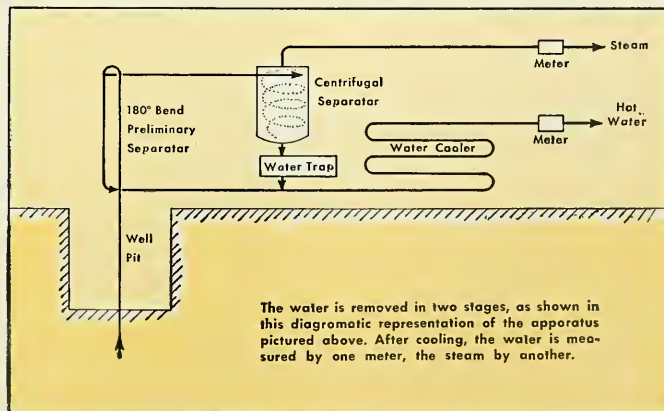 Steam
Meter
Centrifugal
Separator
180° Bend
Preliminary
Separator
Hot
Water
Meter
Water Cooler
Water Trap
Well
Pit
The water is removed in two stages, as shown in
this diagromatic representation of the apparatus
pictured above. After cooling, the water is mea-
sured by one meter, the steam by another.